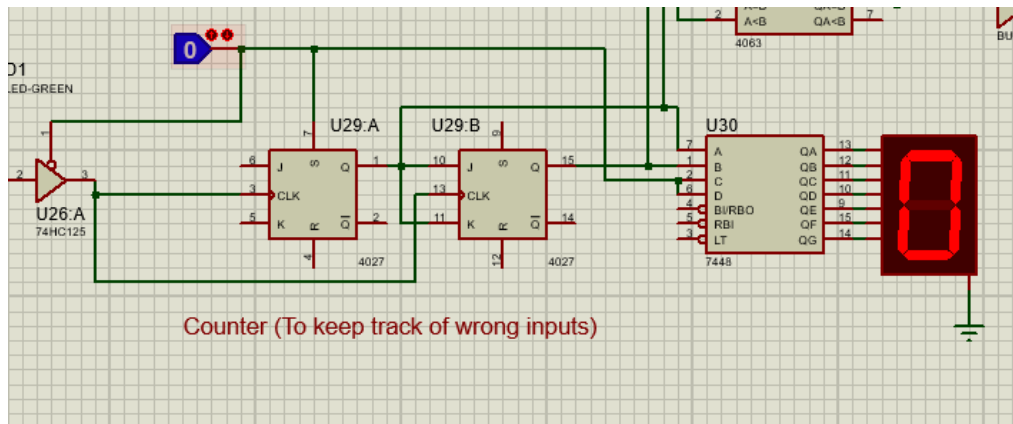 2
A<B
QA<B
7
4063
BU
0
D1
LED-GREEN
1
2
3
U26:A
74HC125
U29:A
7
6
J
S
Q
1
3
CLK
5
K
R
Q
2
4
4027
U29:B
9
10
J
S
Q
15
13
CLK
11
K
R
Q
14
12
4027
U30
7
A
QA
13
1
B
QB
12
2
C
QC
11
6
D
QD
10
4
BI/RBO
QE
9
5
RBI
QF
15
3
LT
QG
14
7448
0
Counter (To keep track of wrong inputs)